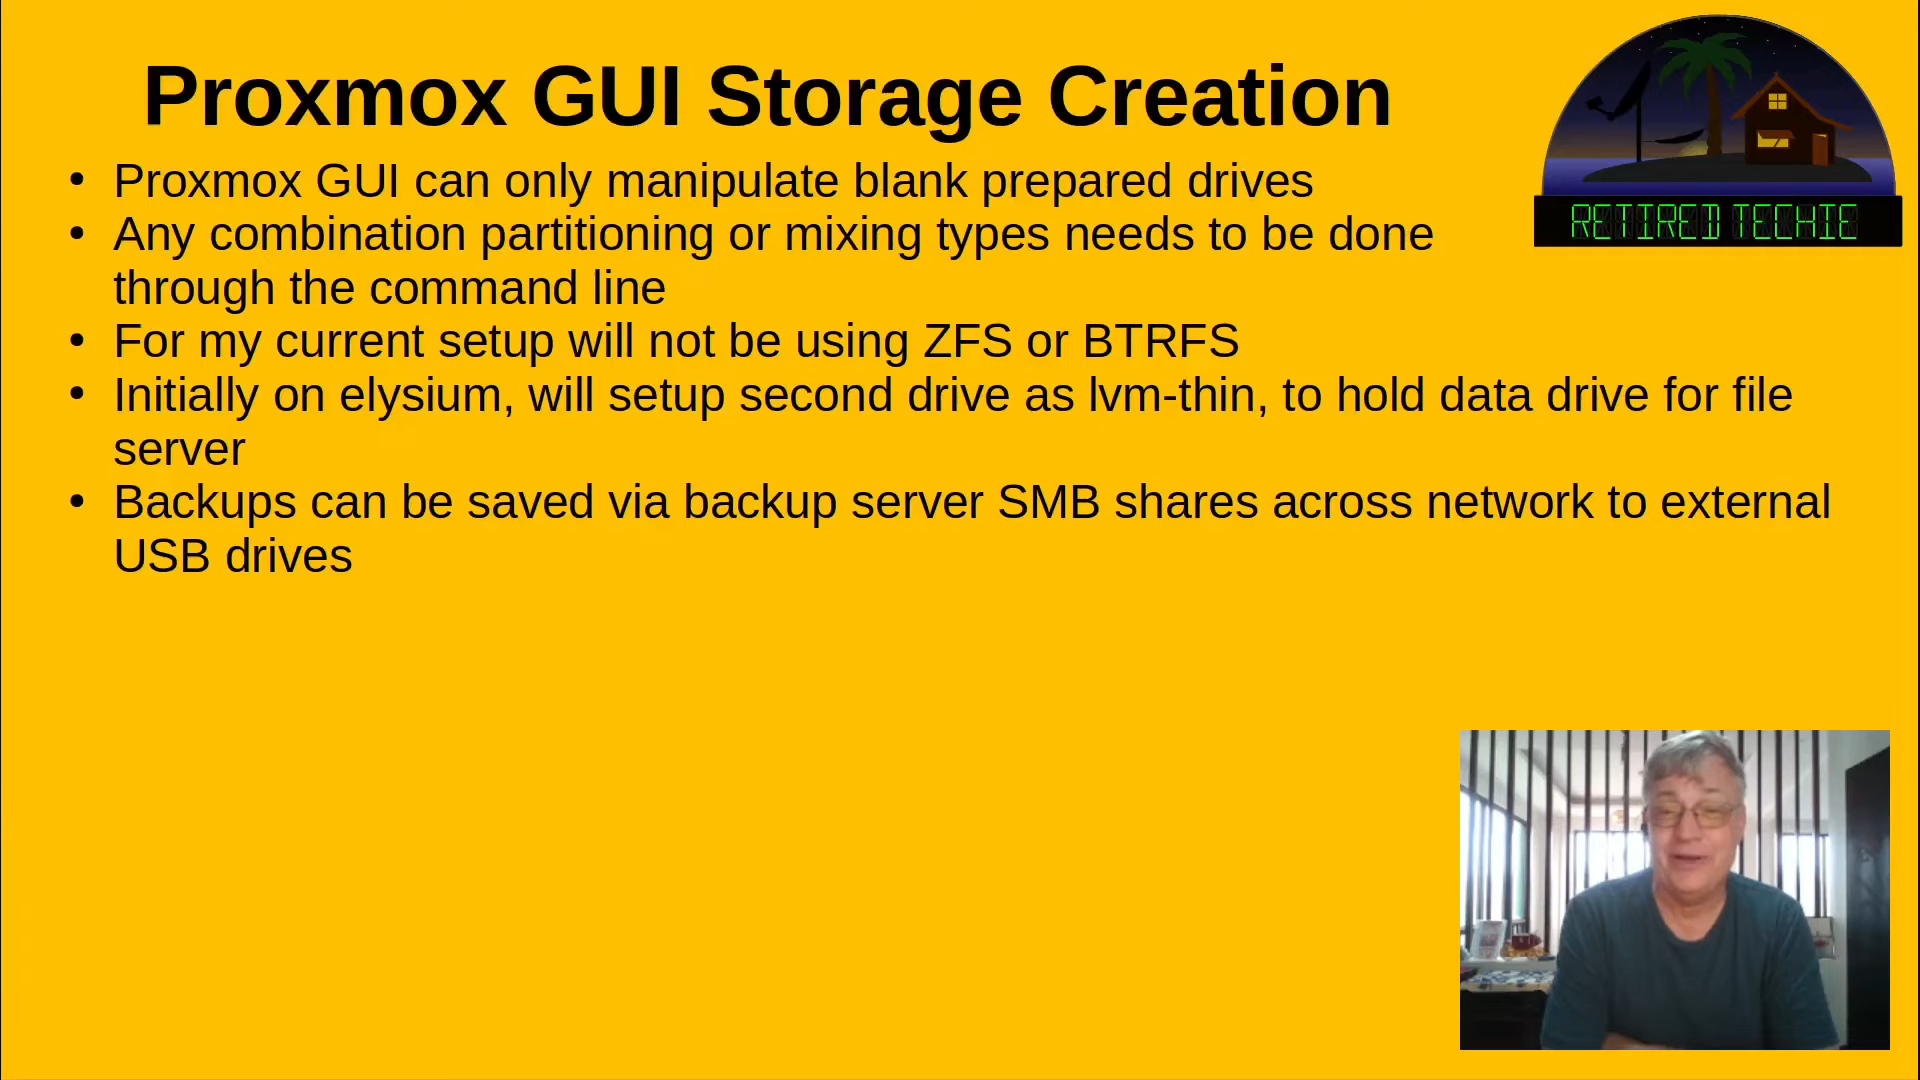 Proxmox GUI Storage Creation
• Proxmox GUI can only manipulate blank prepared drives
• Any combination partitioning or mixing types needs to be done
through the command line
• For my current setup will not be using ZFS or BTRFS
• Initially on elysium, will setup second drive as lvm-thin, to hold data drive for file
server
• Backups can be saved via backup server SMB shares across network to external
USB drives
RETIRED TECHIE